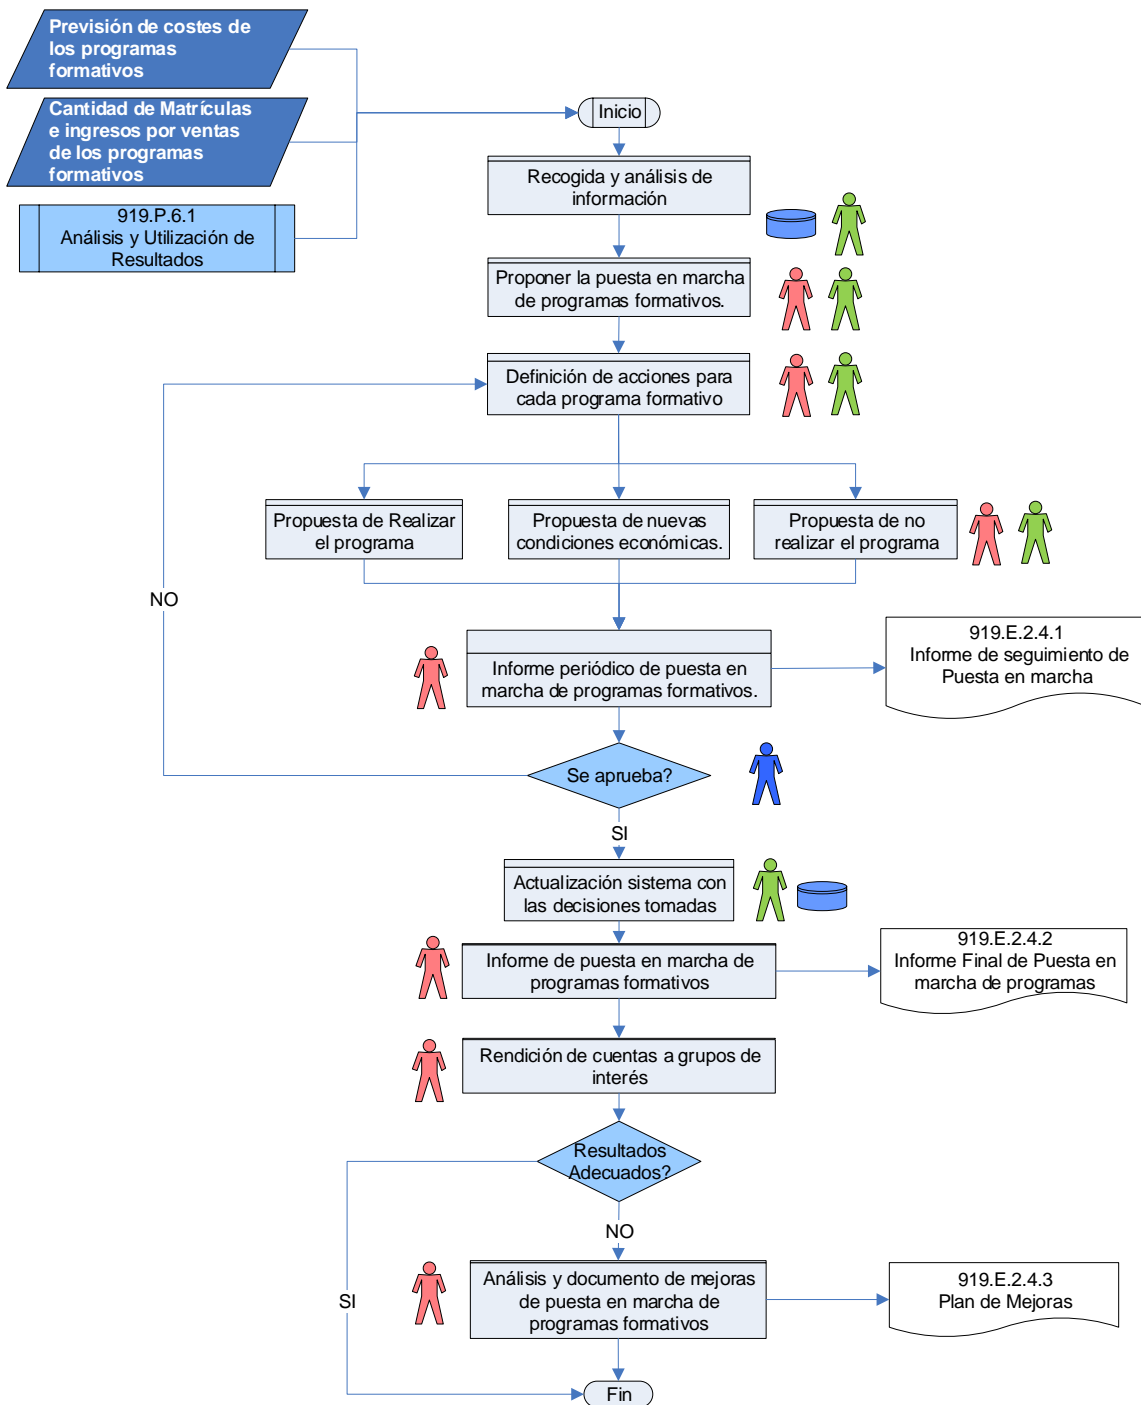 Previsión de costes de
los programas
formativos
Cantidad de Matrículas
e ingresos por ventas
de los programas
formativos
919.P.6.1
Análisis y Utilización de
Resultados
Inicio
Recogida y análisis de
información
Proponer la puesta en marcha
de programas formativos.
Definición de acciones para
cada programa formativo
Propuesta de Realizar
el programa
Propuesta de nuevas
condiciones económicas.
Propuesta de no
realizar el programa
NO
Informe periódico de puesta en
marcha de programas formativos.
919.E.2.4.1
Informe de seguimiento de
Puesta en marcha
Se aprueba?
SI
Actualización sistema con
las decisiones tomadas
Informe de puesta en marcha de
programas formativos
919.E.2.4.2
Informe Final de Puesta en
marcha de programas
Rendición de cuentas a grupos de
interés
Resultados
Adecuados?
NO
SI
Análisis y documento de mejoras
de puesta en marcha de
programas formativos
919.E.2.4.3
Plan de Mejoras
Fin